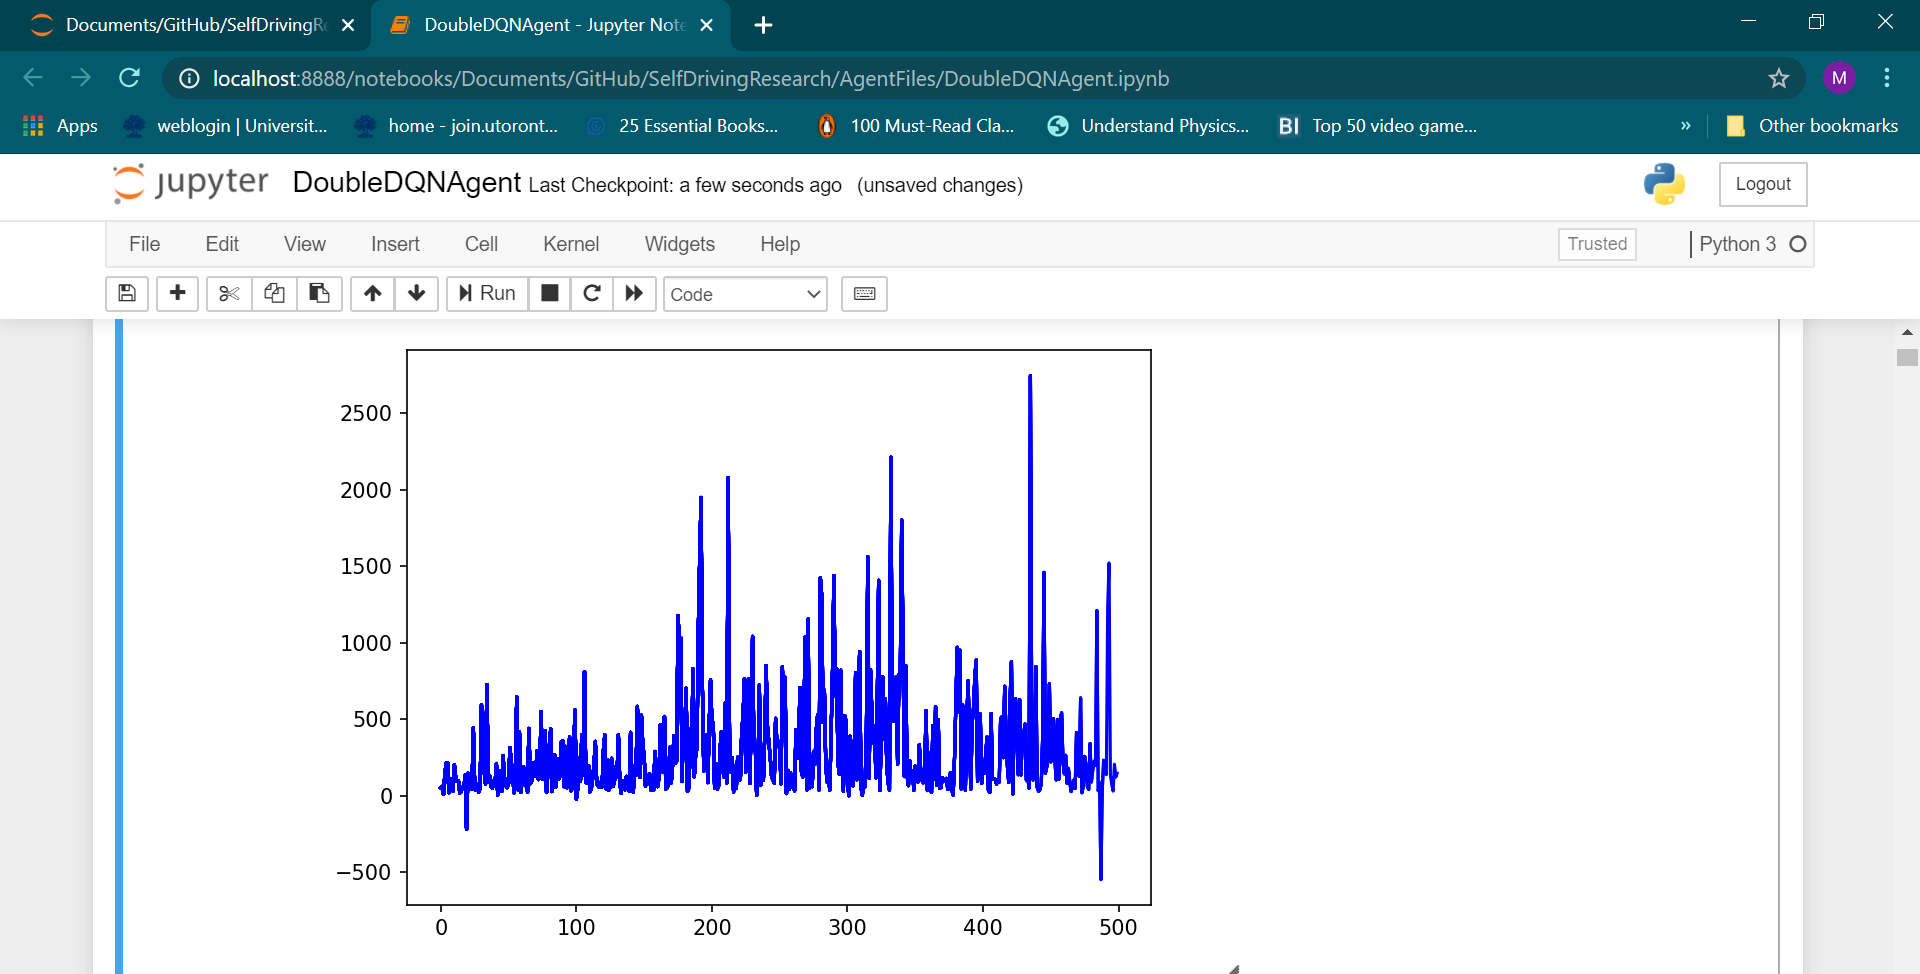 Documents/GitHub/SelfDrivingRe
DoubleDQNAgent - Jupyter Note
localhost:8888/notebooks/Documents/GitHub/SelfDrivingResearch/AgentFiles/DoubleDQNAgent.ipynb
M
Apps
weblogin | Universit...
home - join.utoront...
25 Essential Books...
100 Must-Read Cla...
Understand Physics...
BI Top 50 video game...
»
Other bookmarks
jupyter DoubleDQNAgent Last Checkpoint: a few seconds ago (unsaved changes)
Logout
File Edit View Insert Cell Kernel Widgets Help
Trusted
Python 3
Run
Code
2500
2000
1500
1000
500
0
−500
0 100 200 300 400 500